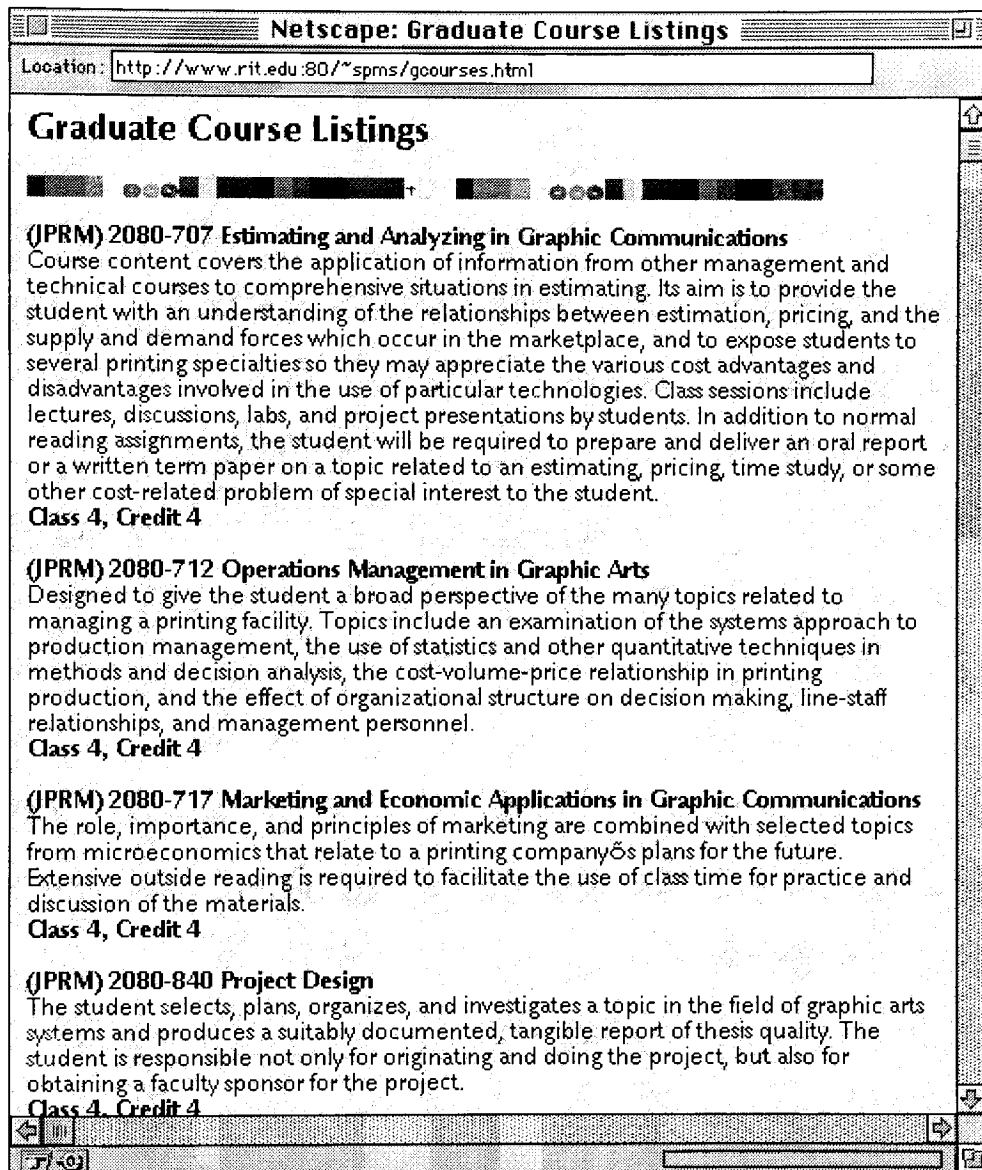 Netscape: Graduate Course Listings
Location: http://www.rit.edu:80/~spms/gcourses.html
Graduate Course Listings
(JPRM) 2080-707 Estimating and Analyzing in Graphic Communications
Course content covers the application of information from other management and
technical courses to comprehensive situations in estimating. Its aim is to provide the
student with an understanding of the relationships between estimation, pricing, and the
supply and demand forces which occur in the marketplace, and to expose students to
several printing specialties so they may appreciate the various cost advantages and
disadvantages involved in the use of particular technologies. Class sessions include
lectures, discussions, labs, and project presentations by students. In addition to normal
reading assignments, the student will be required to prepare and deliver an oral report
or a written term paper on a topic related to an estimating, pricing, time study, or some
other cost-related problem of special interest to the student.
Class 4, Credit 4
(JPRM) 2080-712 Operations Management in Graphic Arts
Designed to give the student a broad perspective of the many topics related to
managing a printing facility. Topics include an examination of the systems approach to
production management, the use of statistics and other quantitative techniques in
methods and decision analysis, the cost-volume-price relationship in printing
production, and the effect of organizational structure on decision making, line-staff
relationships, and management personnel.
Class 4, Credit 4
(JPRM) 2080-717 Marketing and Economic Applications in Graphic Communications
The role, importance, and principles of marketing are combined with selected topics
from microeconomics that relate to a printing companyÕs plans for the future.
Extensive outside reading is required to facilitate the use of class time for practice and
discussion of the materials.
Class 4, Credit 4
(JPRM) 2080-840 Project Design
The student selects, plans, organizes, and investigates a topic in the field of graphic arts
systems and produces a suitably documented, tangible report of thesis quality. The
student is responsible not only for originating and doing the project, but also for
obtaining a faculty sponsor for the project.
Class 4, Credit 4